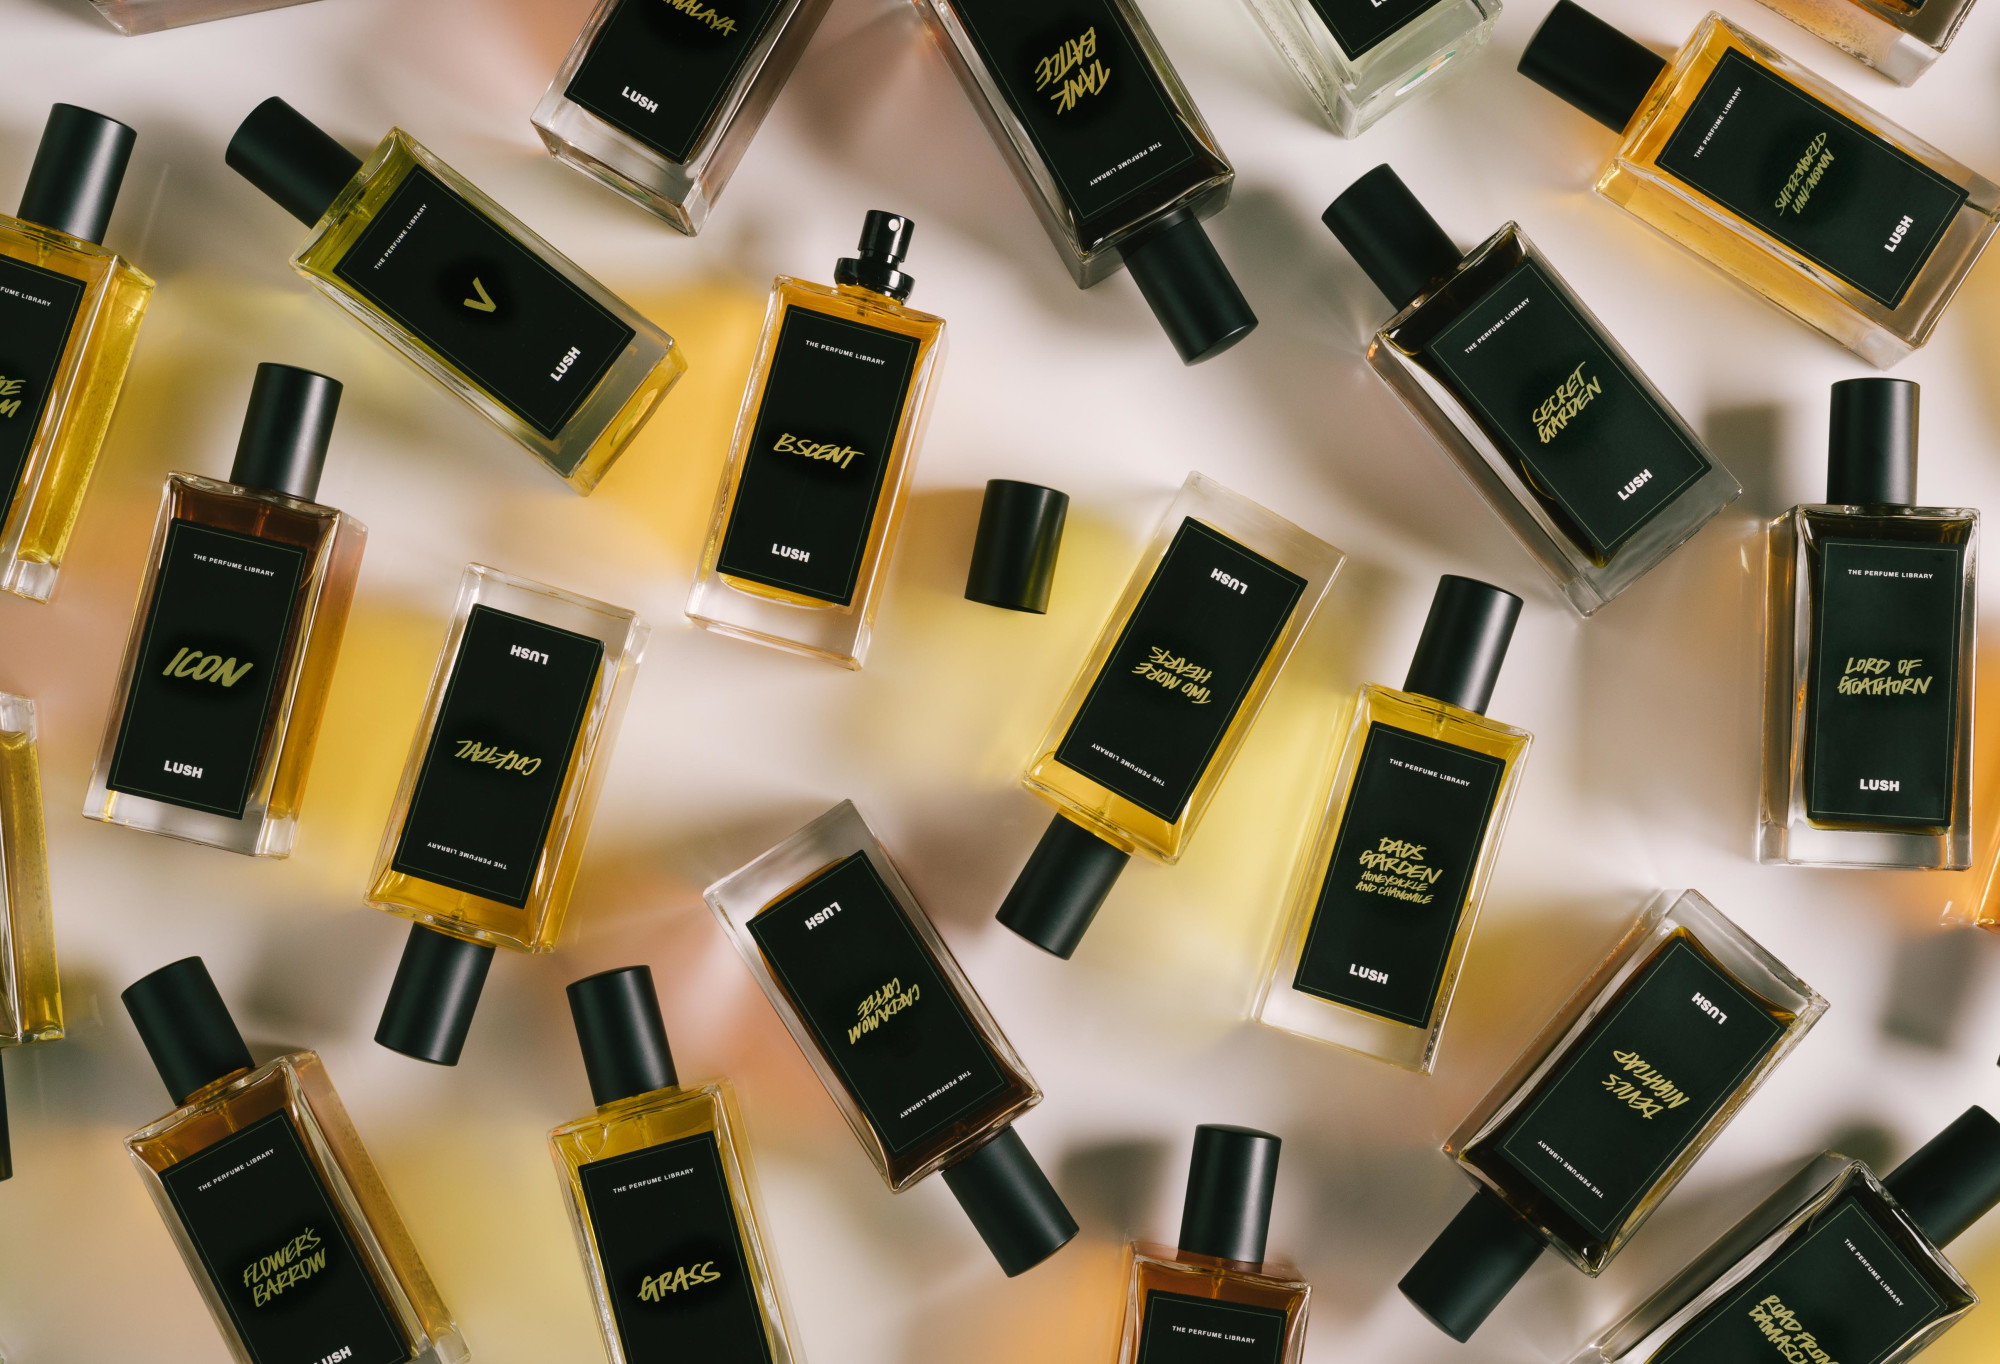 LUSH
TANK
BATTLE
THE PERFUME LIBRARY
THE PERFUME LIBRARY
SUPERWORLD
UNKNOWN
LUSH
THE PERFUME LIBRARY
V
LUSH
THE PERFUME LIBRARY
BSCENT
LUSH
THE PERFUME LIBRARY
SECRET
GARDEN
LUSH
THE PERFUME LIBRARY
ICON
LUSH
LUSH
COCKTAIL
THE PERFUME LIBRARY
LUSH
TWO MORE
HEARTS
THE PERFUME LIBRARY
THE PERFUME LIBRARY
LORD OF
GOATHORN
LUSH
THE PERFUME LIBRARY
DAD'S
GARDEN
HONEYSUCKLE
AND CHAMOMILE
LUSH
LUSH
CARDAMOM
COFFEE
THE PERFUME LIBRARY
LUSH
DEVIL'S
NIGHTCAP
THE PERFUME LIBRARY
THE PERFUME LIBRARY
FLOWER'S
BARROW
LUSH
THE PERFUME LIBRARY
GRASS
THE PERFUME LIBRARY
THE PERFUME LIBRARY
ROAD FROM